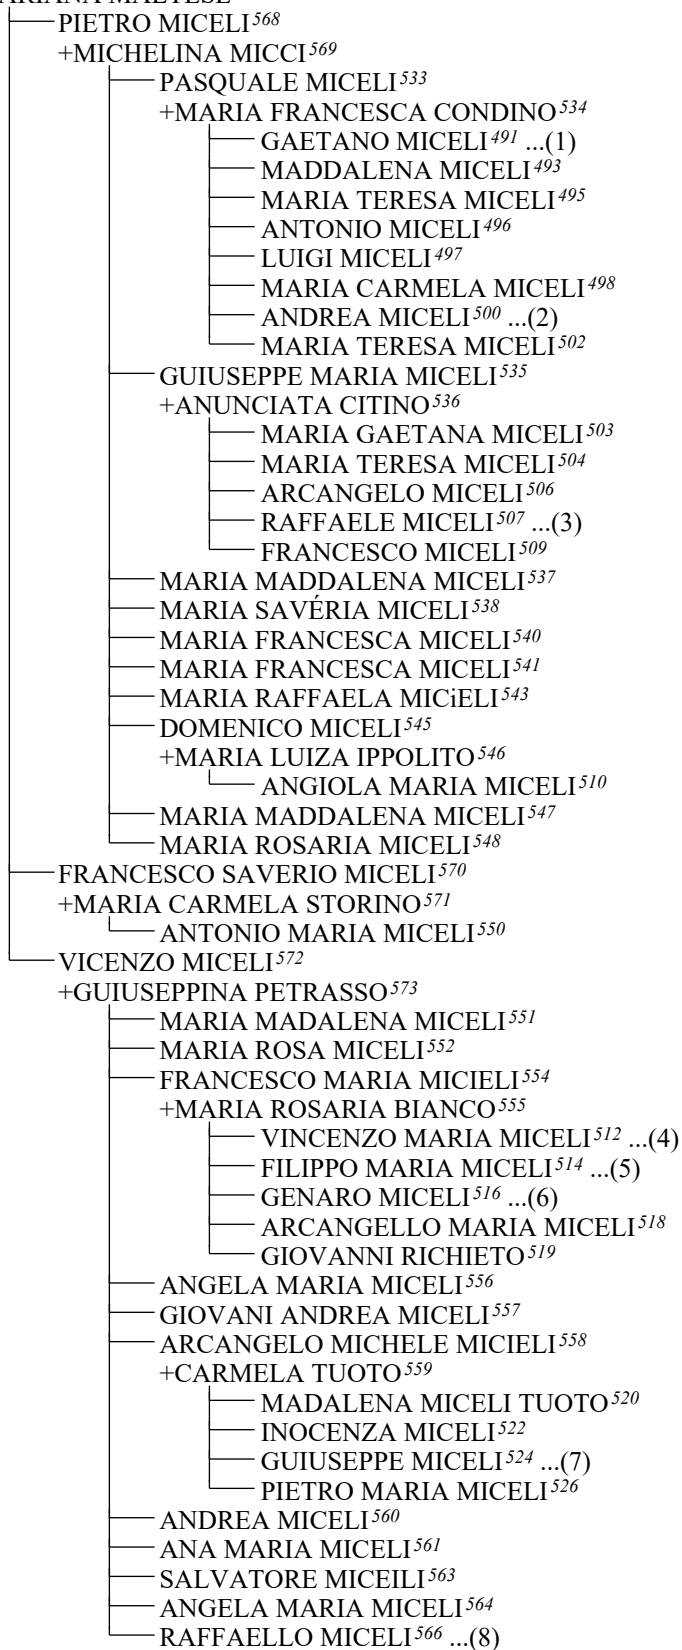 PIETRO MICELI568
+MICHELINA MICCI569
PASQUALE MICELI533
+MARIA FRANCESCA CONDINO534
GAETANO MICELI491 ...(1)
MADDALENA MICELI493
MARIA TERESA MICELI495
ANTONIO MICELI496
LUIGI MICELI497
MARIA CARMELA MICELI498
ANDREA MICELI500 ...(2)
MARIA TERESA MICELI502
GUIUSEPPE MARIA MICELI535
+ANUNCIATA CITINO536
MARIA GAETANA MICELI503
MARIA TERESA MICELI504
ARCANGELO MICELI506
RAFFAELE MICELI507 ...(3)
FRANCESCO MICELI509
MARIA MADDALENA MICELI537
MARIA SAVÉRIA MICELI538
MARIA FRANCESCA MICELI540
MARIA FRANCESCA MICELI541
MARIA RAFFAELA MICiELI543
DOMENICO MICELI545
+MARIA LUIZA IPPOLITO546
ANGIOLA MARIA MICELI510
MARIA MADDALENA MICELI547
MARIA ROSARIA MICELI548
FRANCESCO SAVERIO MICELI570
+MARIA CARMELA STORINO571
ANTONIO MARIA MICELI550
VICENZO MICELI572
+GUIUSEPPINA PETRASSO573
MARIA MADALENA MICELI551
MARIA ROSA MICELI552
FRANCESCO MARIA MICIELI554
+MARIA ROSARIA BIANCO555
VINCENZO MARIA MICELI512 ...(4)
FILIPPO MARIA MICELI514 ...(5)
GENARO MICELI516 ...(6)
ARCANGELLO MARIA MICELI518
GIOVANNI RICHIETO519
ANGELA MARIA MICELI556
GIOVANI ANDREA MICELI557
ARCANGELO MICHELE MICIELI558
+CARMELA TUOTO559
MADALENA MICELI TUOTO520
INOCENZA MICELI522
GUIUSEPPE MICELI524 ...(7)
PIETRO MARIA MICELI526
ANDREA MICELI560
ANA MARIA MICELI561
SALVATORE MICEILI563
ANGELA MARIA MICELI564
RAFFAELLO MICELI566 ...(8)